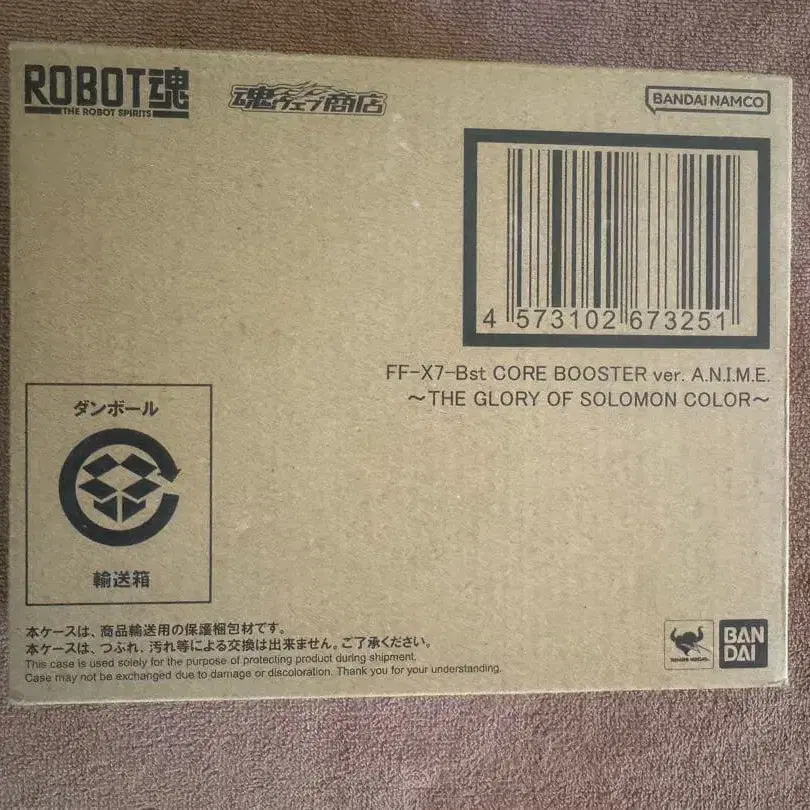 ROBOT魂
THE ROBOT SPIRITS
魂ウェブ商店
BANDAI NAMCO
4 573102 673251
FF-X7-Bst CORE BOOSTER ver. A.N.I.M.E.
~THE GLORY OF SOLOMON COLOR~
ダンボール
輸送箱
本ケースは、商品輸送用の保護梱包材です。
本ケースは、つぶれ、汚れ等による交換は出来ません。ご了承ください。
This case is used solely for the purpose of protecting product during shipment.
Case may not be exchanged due to damage or discoloration. Thank you for your understanding.
BAN
DAI